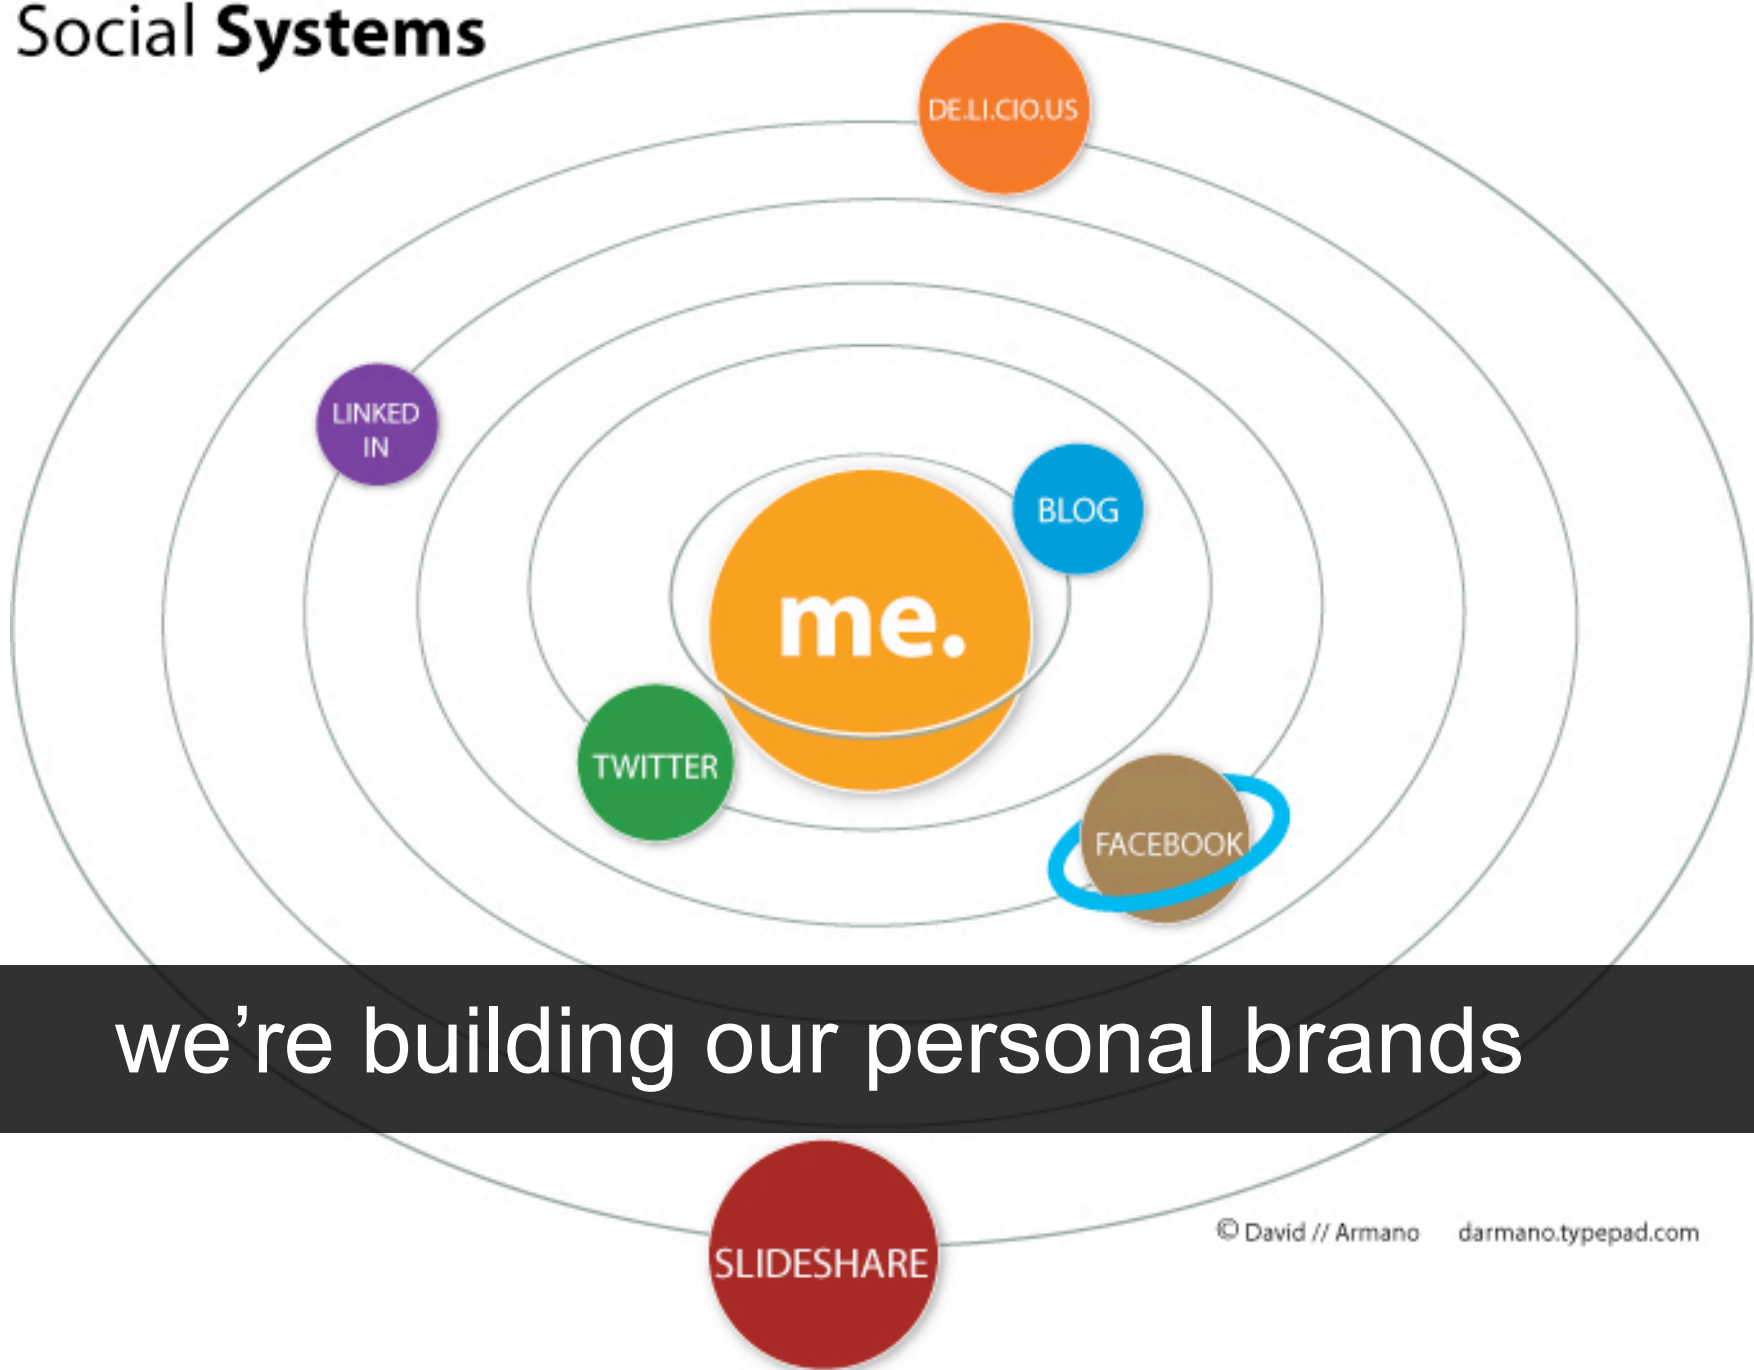 Social Systems
DE.LI.CIO.US
LINKED
IN
BLOG
me.
TWITTER
FACEBOOK
we’re building our personal brands
SLIDESHARE
© David // Armano darmano.typepad.com